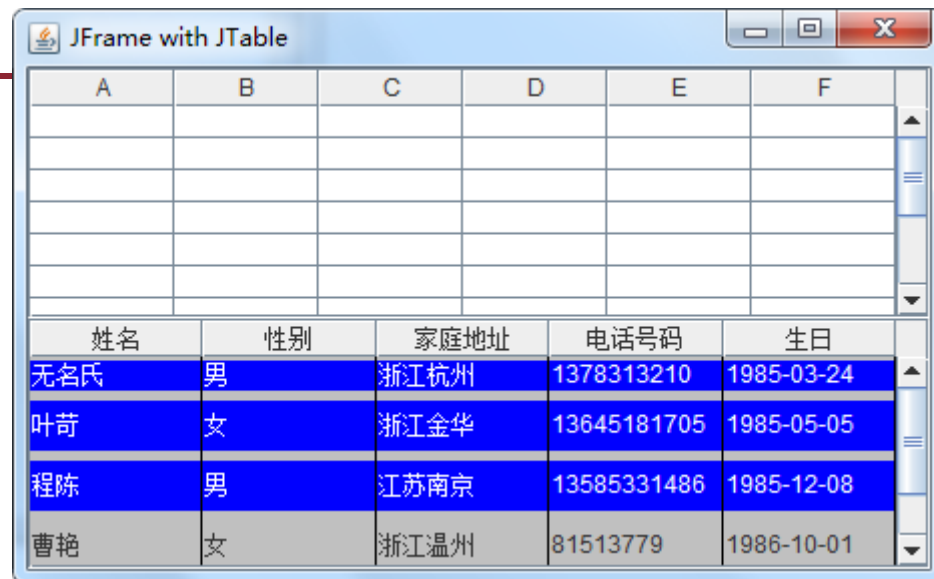 JFrame with JTable
A B C D E F
姓名 性别 家庭地址 电话号码 生日
无名氏 男 浙江杭州 1378313210 1985-03-24
叶苛 女 浙江金华 13645181705 1985-05-05
程陈 男 江苏南京 13585331486 1985-12-08
曹艳 女 浙江温州 81513779 1986-10-01